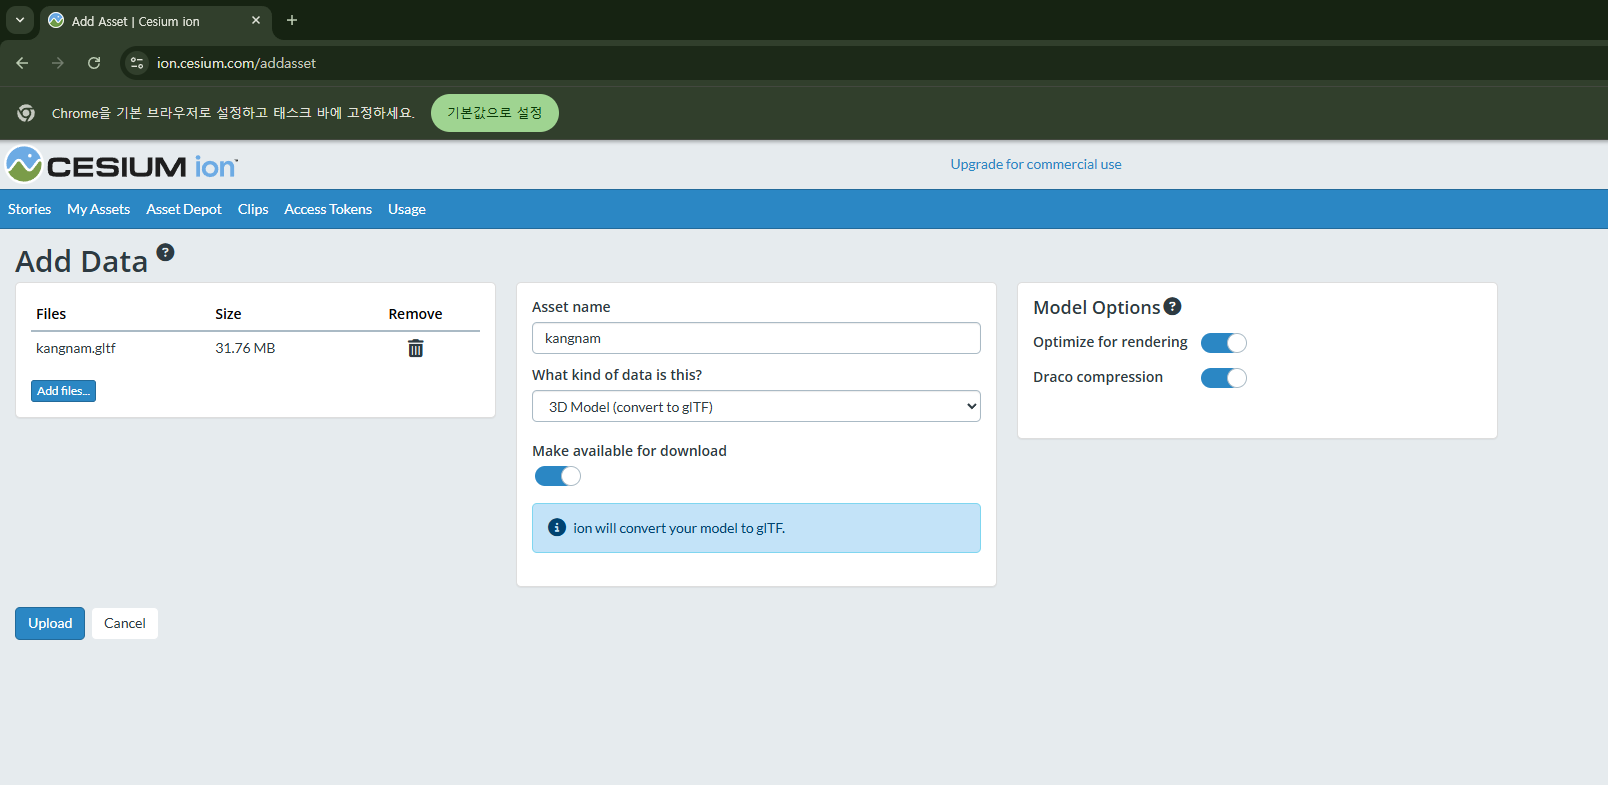 Add Asset | Cesium ion
ion.cesium.com/addasset
Chrome을 기본 브라우저로 설정하고 태스크 바에 고정하세요. 기본값으로 설정
CESIUM ion
Upgrade for commercial use
Stories My Assets Asset Depot Clips Access Tokens Usage
Add Data ?
Files Size Remove
kangnam.gltf 31.76 MB
Add files...
Asset name
kangnam
What kind of data is this?
3D Model (convert to glTF)
Make available for download
ion will convert your model to glTF.
Model Options ?
Optimize for rendering
Draco compression
Upload Cancel